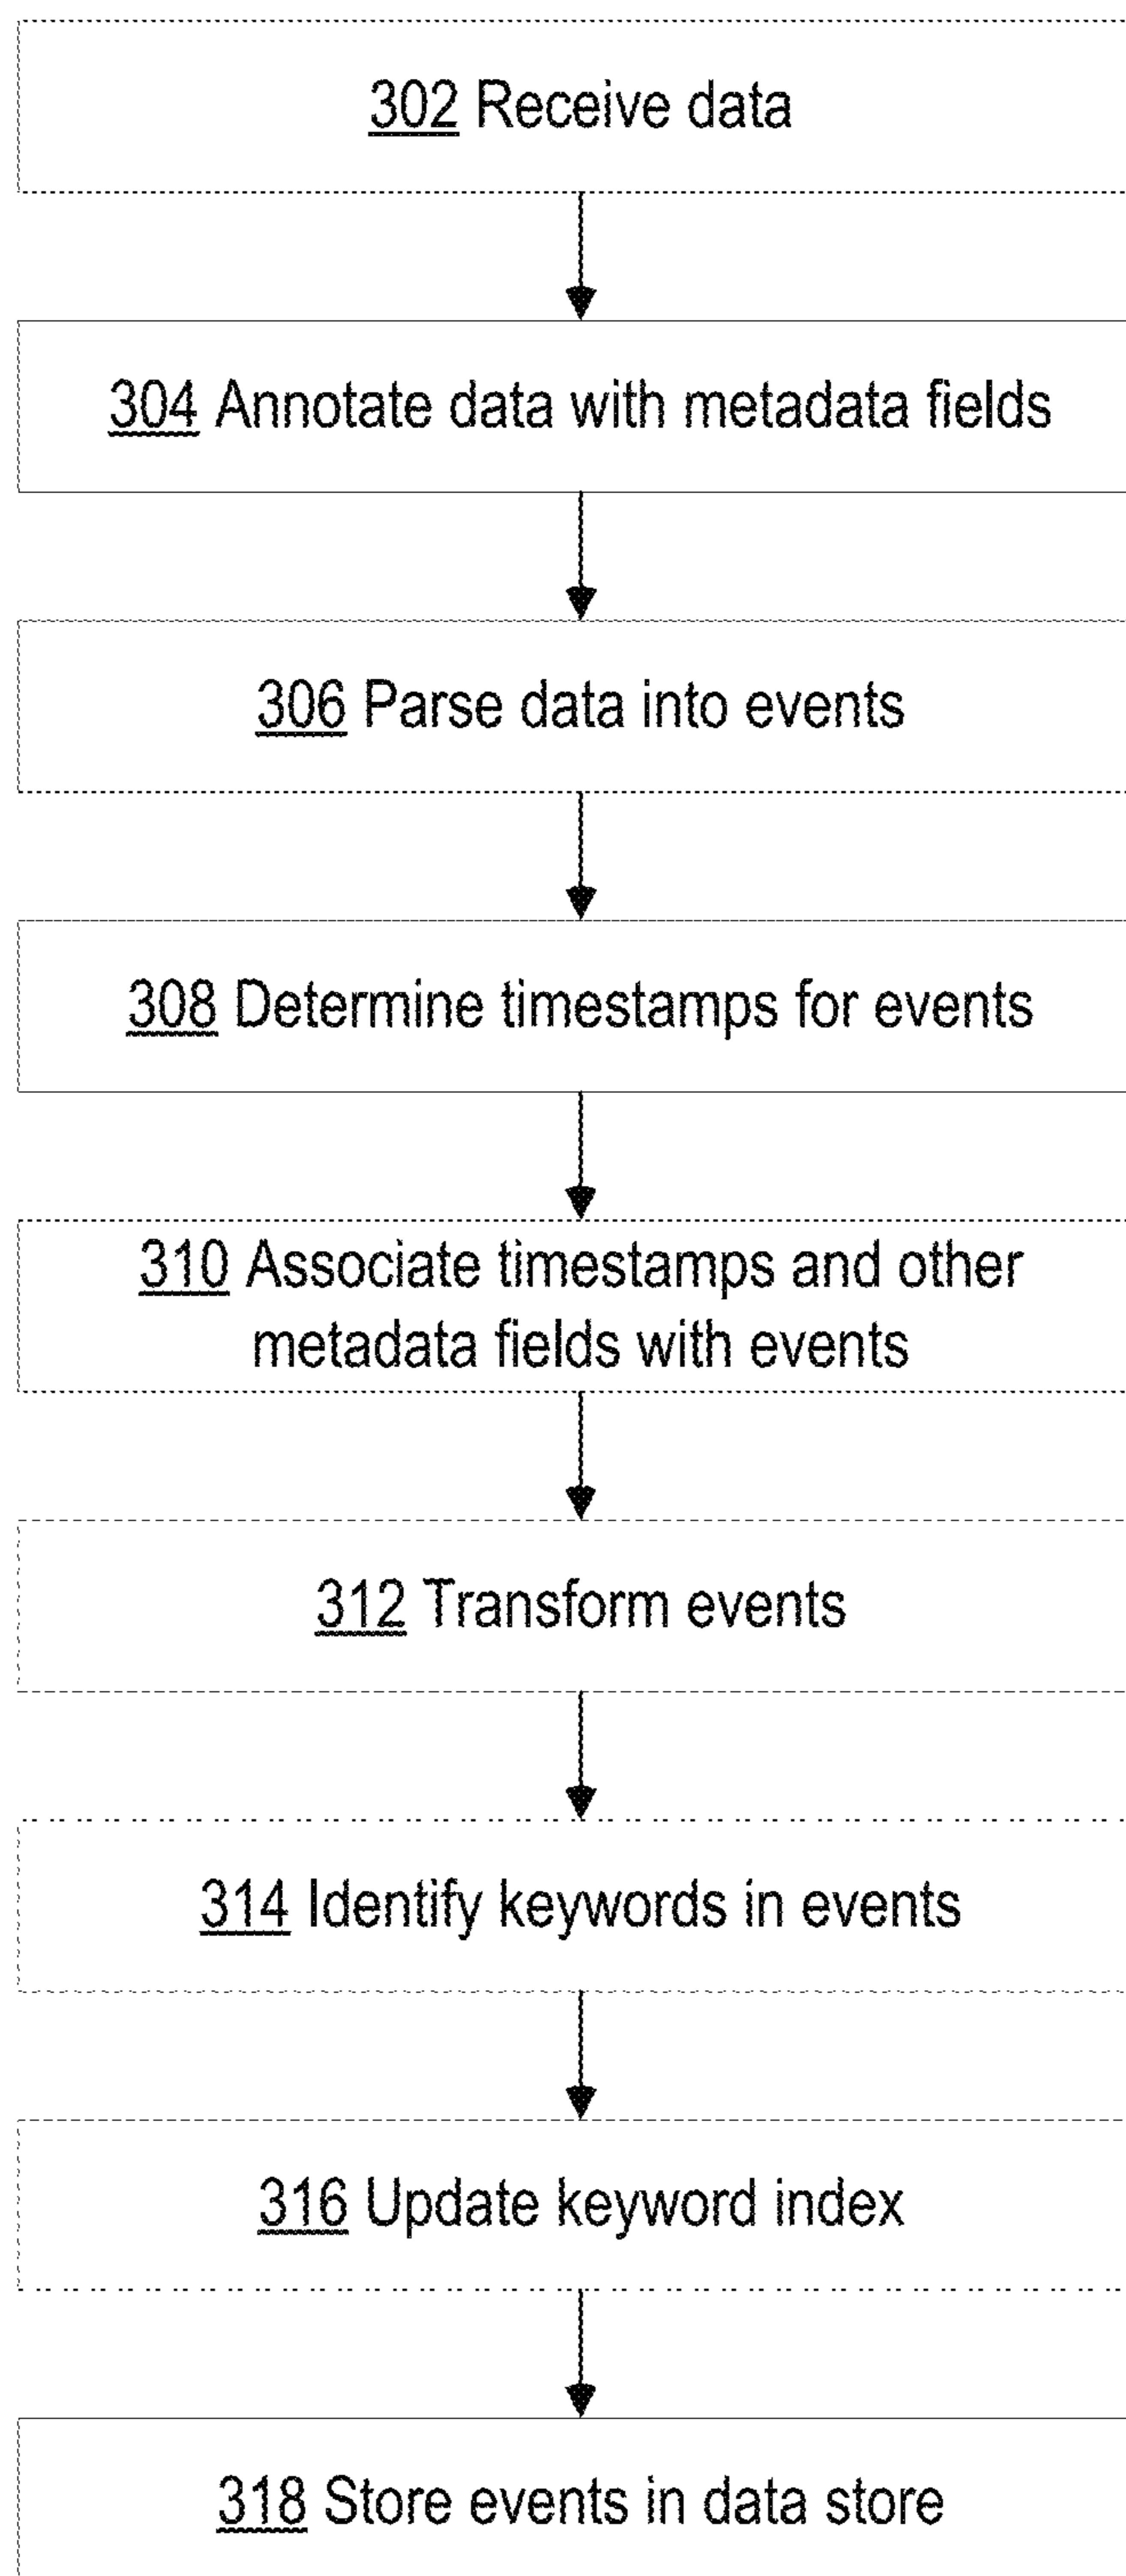 302 Receive data
304 Annotate data with metadata fields
306 Parse data into events
308 Determine timestamps for events
310 Associate timestamps and other
metadata fields with events
312 Transform events
314 Identify keywords in events
316 Update keyword index
318 Store events in data store